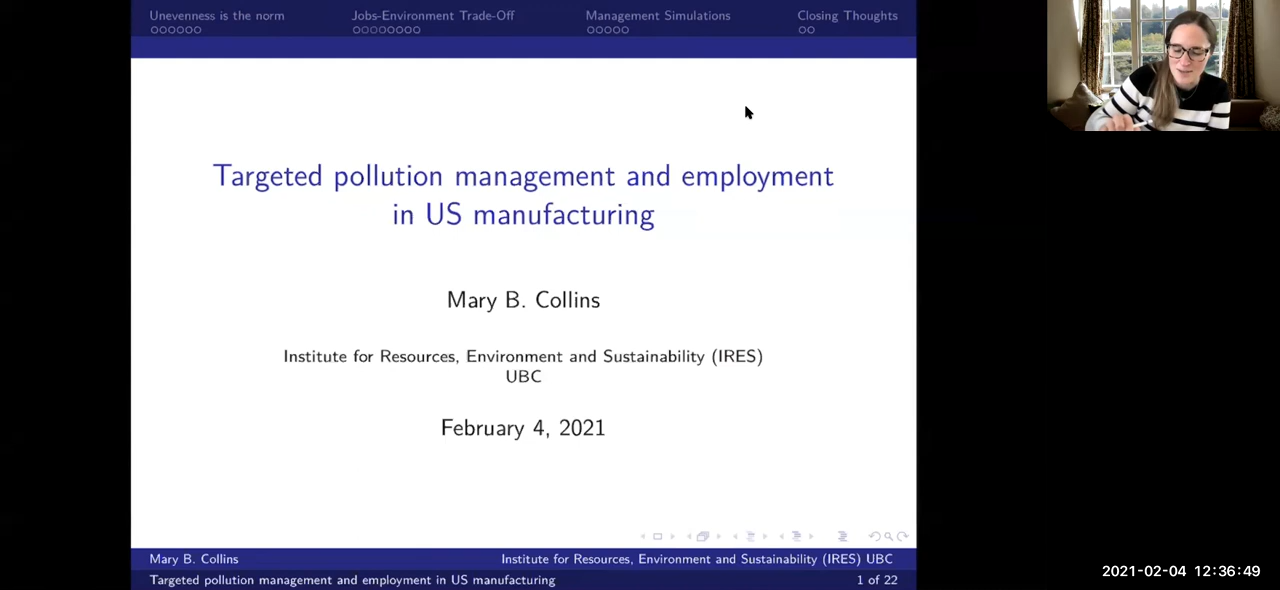 Unevenness is the norm
Jobs-Environment Trade-Off
Management Simulations
Closing Thoughts
Targeted pollution management and employment
in US manufacturing
Mary B. Collins
Institute for Resources, Environment and Sustainability (IRES)
UBC
February 4, 2021
Mary B. Collins
Institute for Resources, Environment and Sustainability (IRES) UBC
Targeted pollution management and employment in US manufacturing
1 of 22
2021-02-04 12:36:49